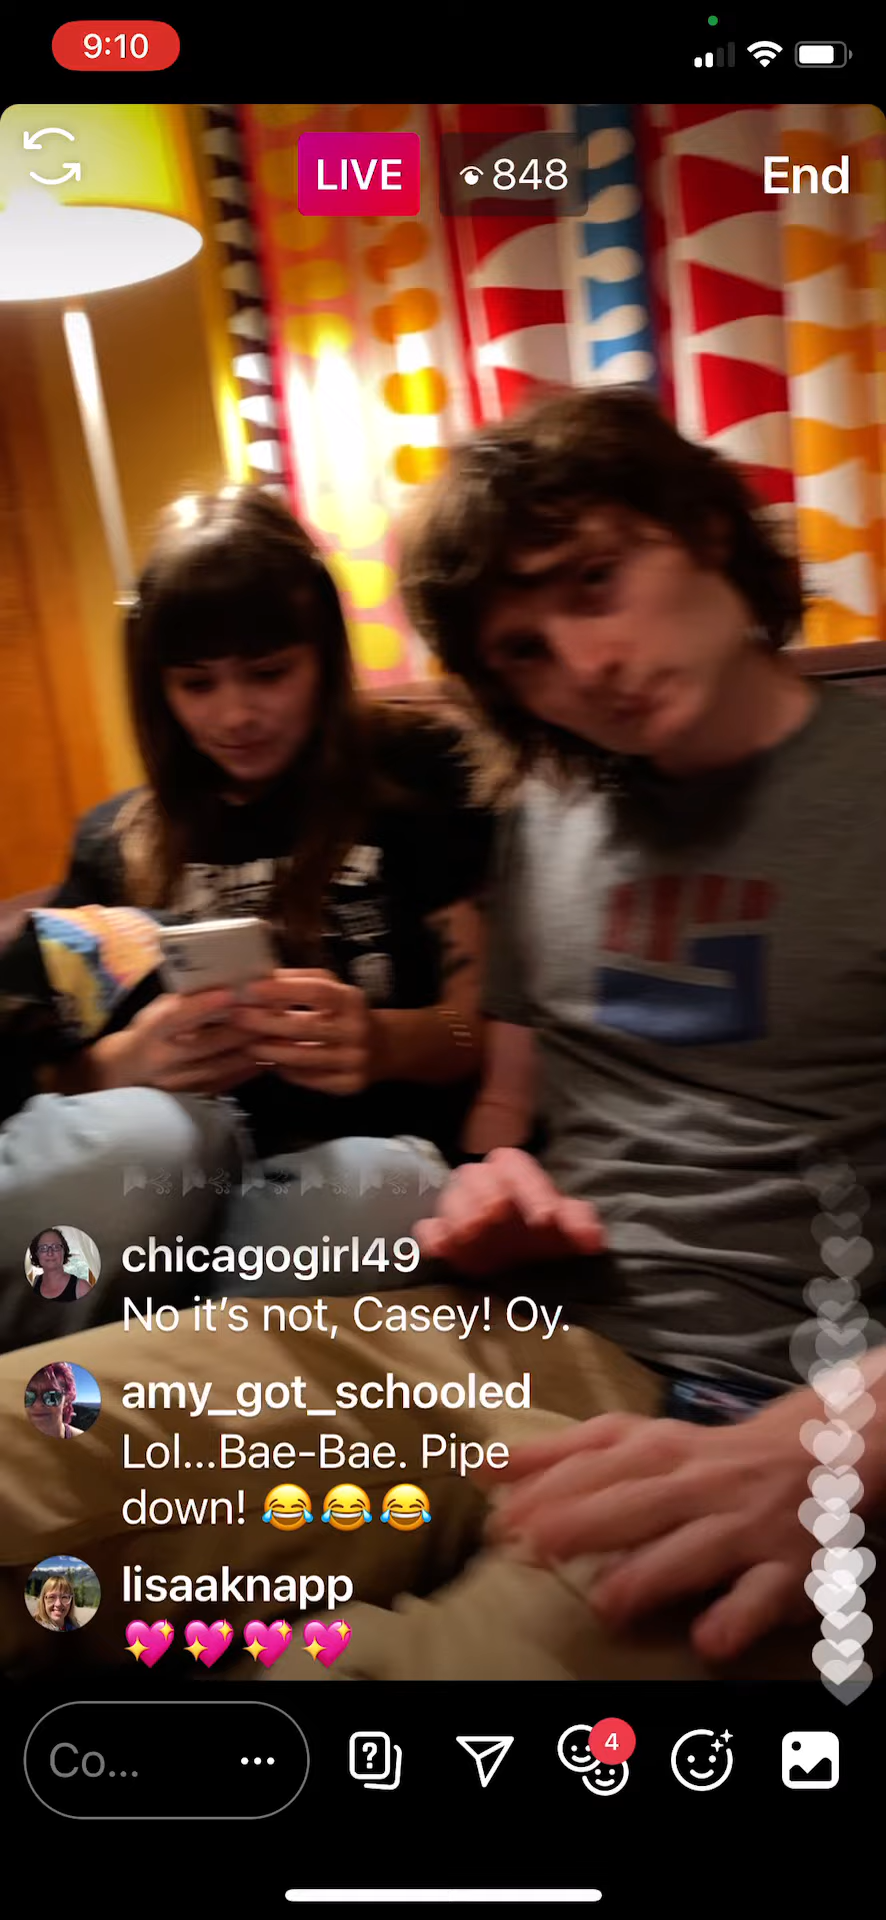 9:10
LIVE
848
End
chicagogirl49
No it's not, Casey! Oy.
amy_got_schooled
Lol...Bae-Bae. Pipe
down! 😂😂😂
lisaaknapp
💖💖💖💖
Co...
4